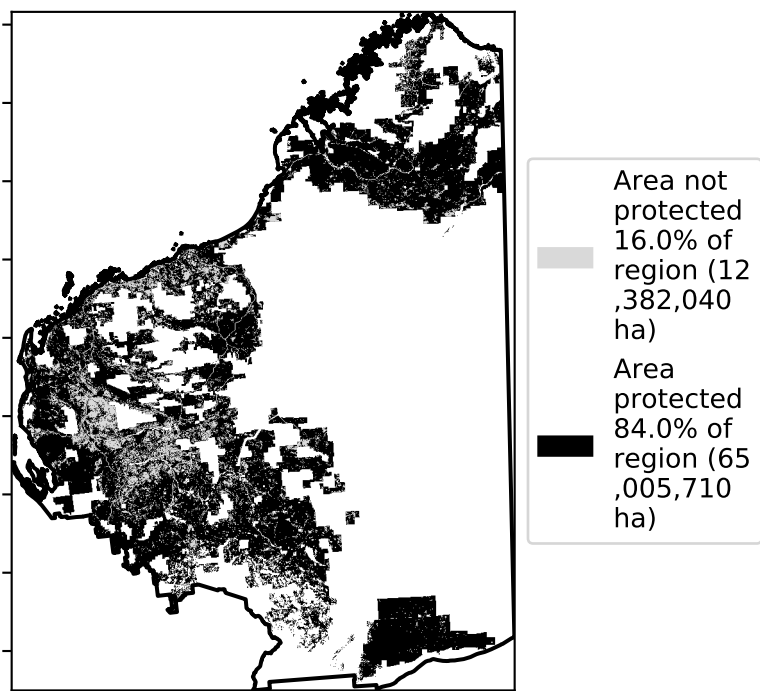 Area not
protected
16.0% of
region (12
,382,040
ha)
Area
protected
84.0% of
region (65
,005,710
ha)